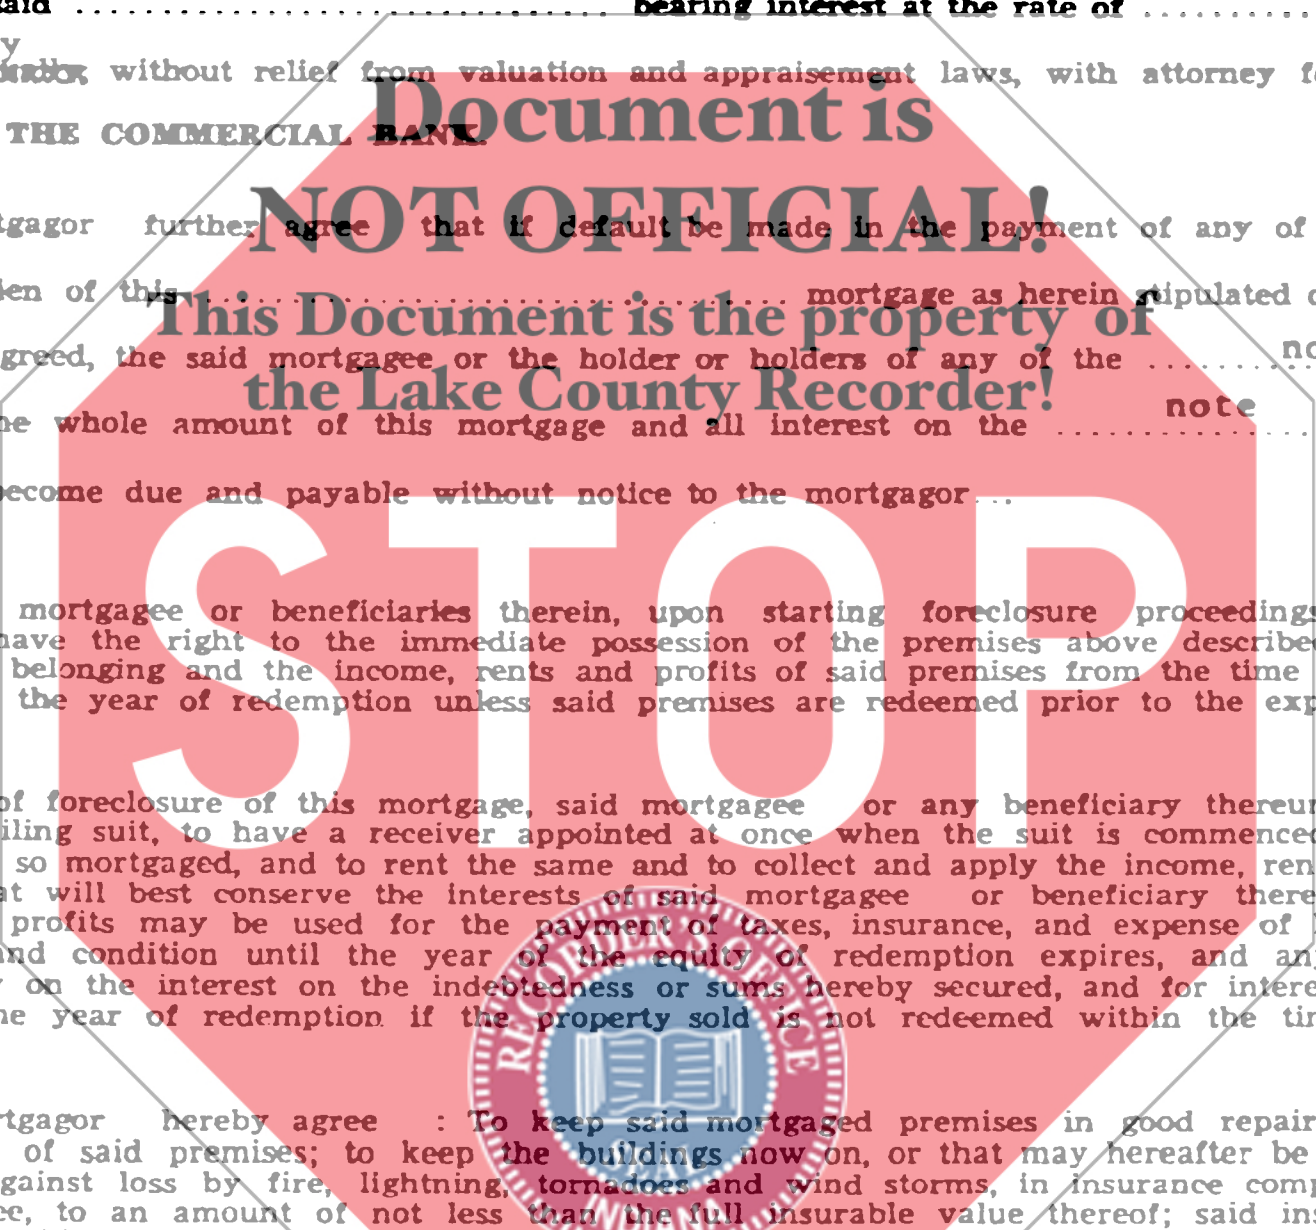 said .................................. bearing interest at the rate of ...........
y
without relief from valuation and appraisement laws, with attorney
THE COMMERCIAL BANK.
Document is
NOT OFFICIAL!
tgagor further agree that if default be made in the payment of any of
en of this ...................................... mortgage as herein stipulated
This Document is the property of
greed, the said mortgagee or the holder or holders of any of the ........
the Lake County Recorder!
note
whole amount of this mortgage and all interest on the ................
become due and payable without notice to the mortgagor...
STOP
mortgagee or beneficiaries therein, upon starting foreclosure proceedings
have the right to the immediate possession of the premises above describe
belonging and the income, rents and profits of said premises from the time
the year of redemption unless said premises are redeemed prior to the exp
of foreclosure of this mortgage, said mortgagee or any beneficiary thereu
iling suit, to have a receiver appointed at once when the suit is commence
so mortgaged, and to rent the same and to collect and apply the income, ren
at will best conserve the interests of said mortgagee or beneficiary there
profits may be used for the payment of taxes, insurance, and expense of
and condition until the year of the equity of redemption expires, and an
on the interest on the indebtedness or sums hereby secured, and for intere
he year of redemption if the property sold is not redeemed within the tim
RECORDER'S OFFICE
rtgagor hereby agree : To keep said mortgaged premises in good repair
of said premises; to keep the buildings now on, or that may hereafter be
gainst loss by fire, lightning, tornadoes and wind storms, in insurance com
ee, to an amount of not less than the full insurable value thereof; said in